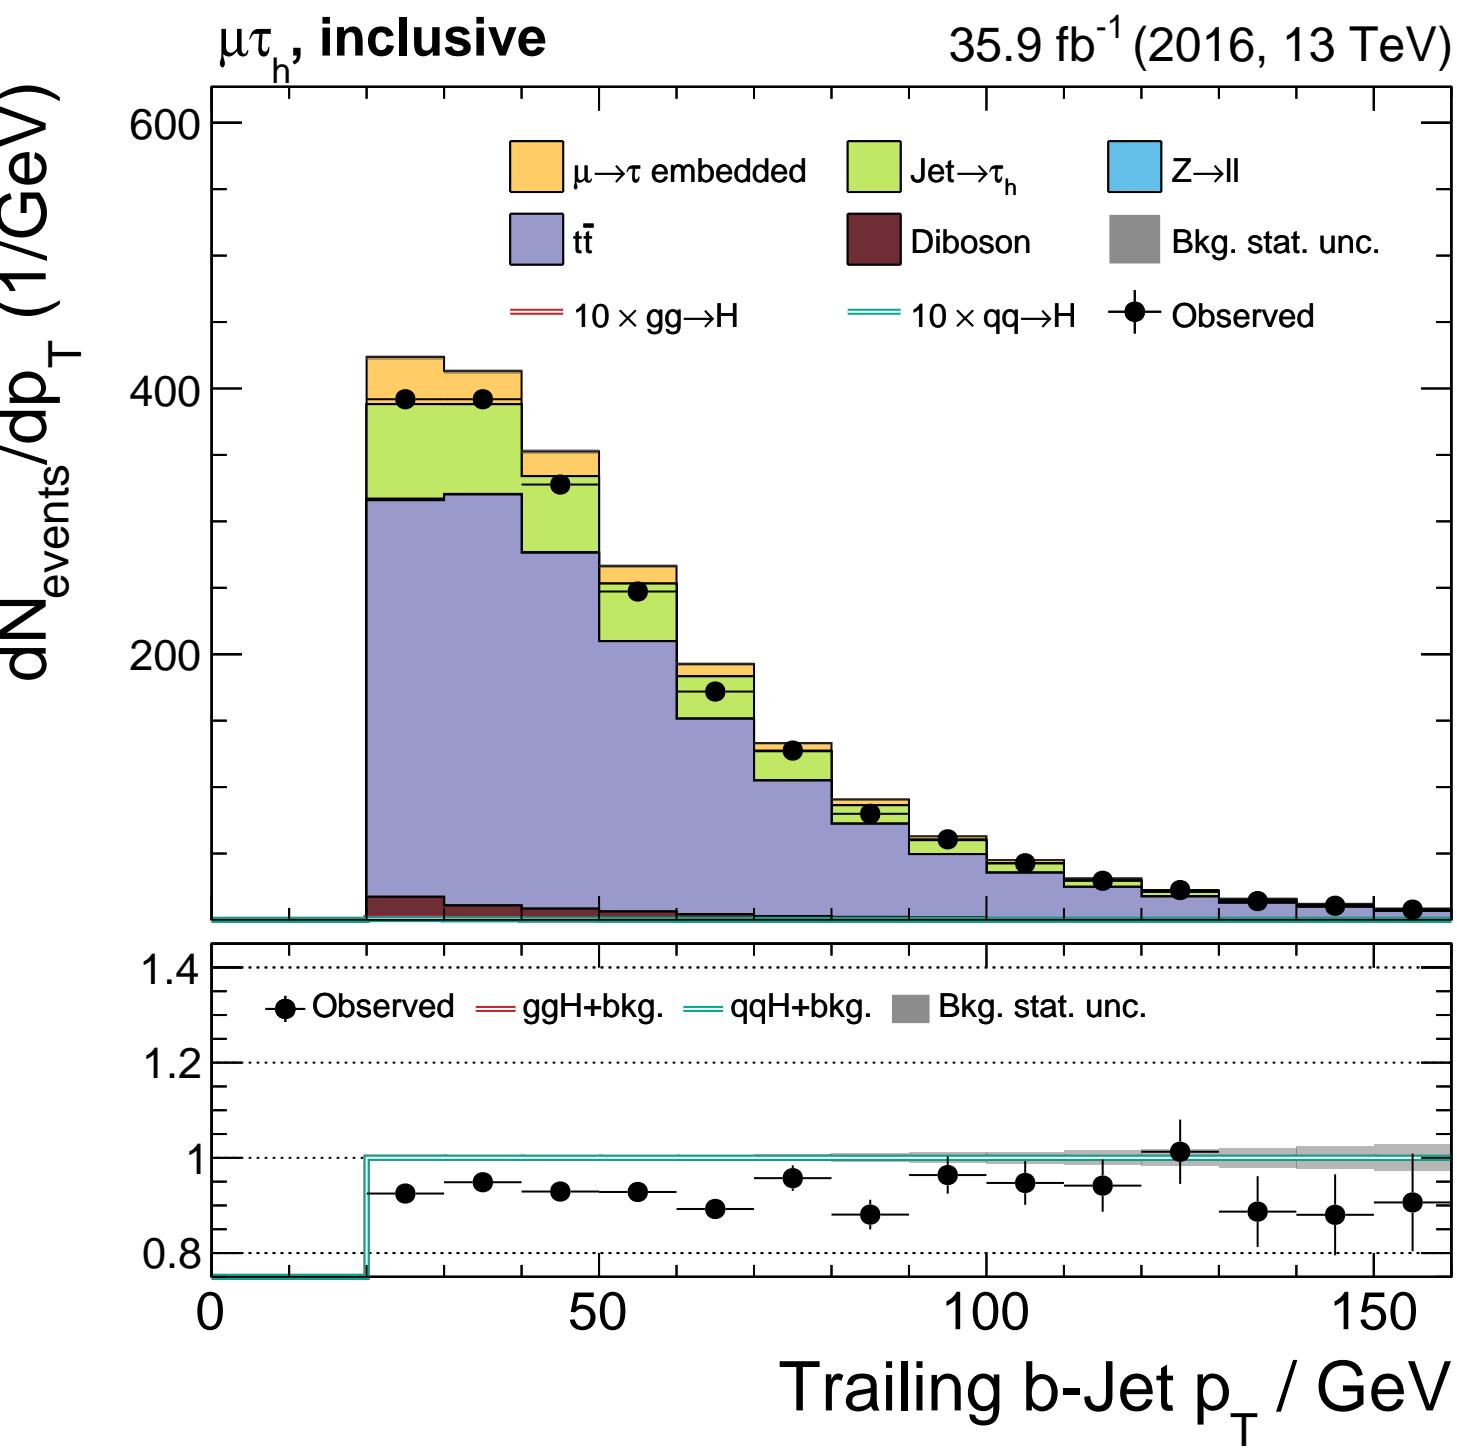 μτh, inclusive
35.9 fb-1 (2016, 13 TeV)
dNevents/dpT (1/GeV)
600
400
200
μ→τ embedded
Jet→τh
Z→ll
tt̄
Diboson
Bkg. stat. unc.
10 × gg→H
10 × qq→H
Observed
1.4
1.2
1
0.8
Observed
ggH+bkg.
qqH+bkg.
Bkg. stat. unc.
0
50
100
150
Trailing b-Jet pT / GeV